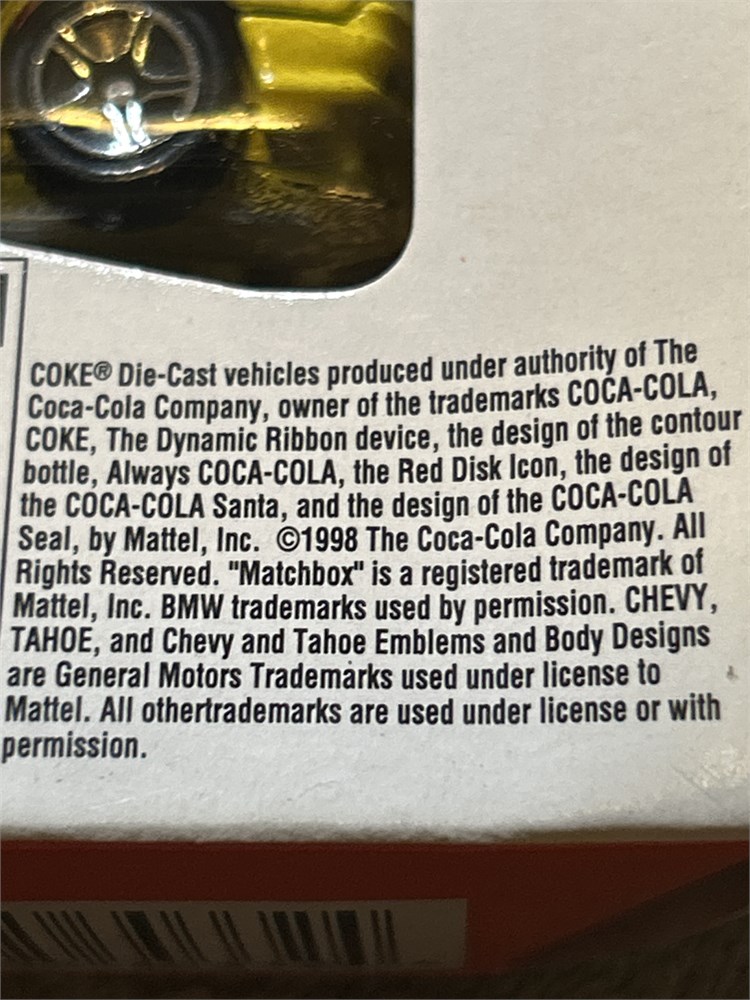 COKE® Die-Cast vehicles produced under authority of The
Coca-Cola Company, owner of the trademarks COCA-COLA,
COKE, The Dynamic Ribbon device, the design of the contour
bottle, Always COCA-COLA, the Red Disk Icon, the design of
the COCA-COLA Santa, and the design of the COCA-COLA
Seal, by Mattel, Inc. ©1998 The Coca-Cola Company. All
Rights Reserved. "Matchbox" is a registered trademark of
Mattel, Inc. BMW trademarks used by permission. CHEVY,
TAHOE, and Chevy and Tahoe Emblems and Body Designs
are General Motors Trademarks used under license to
Mattel. All othertrademarks are used under license or with
permission.